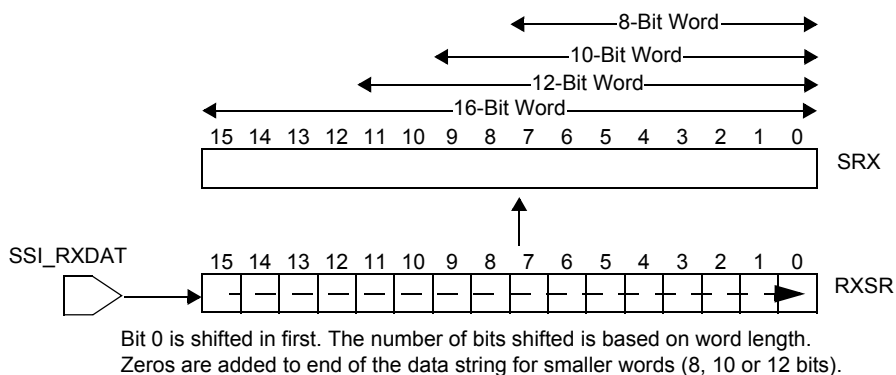 8-Bit Word
10-Bit Word
12-Bit Word
16-Bit Word
15 14 13 12 11 10 9 8 7 6 5 4 3 2 1 0
SRX
SSI_RXDAT
15 14 13 12 11 10 9 8 7 6 5 4 3 2 1 0
RXSR
Bit 0 is shifted in first. The number of bits shifted is based on word length.
Zeros are added to end of the data string for smaller words (8, 10 or 12 bits).